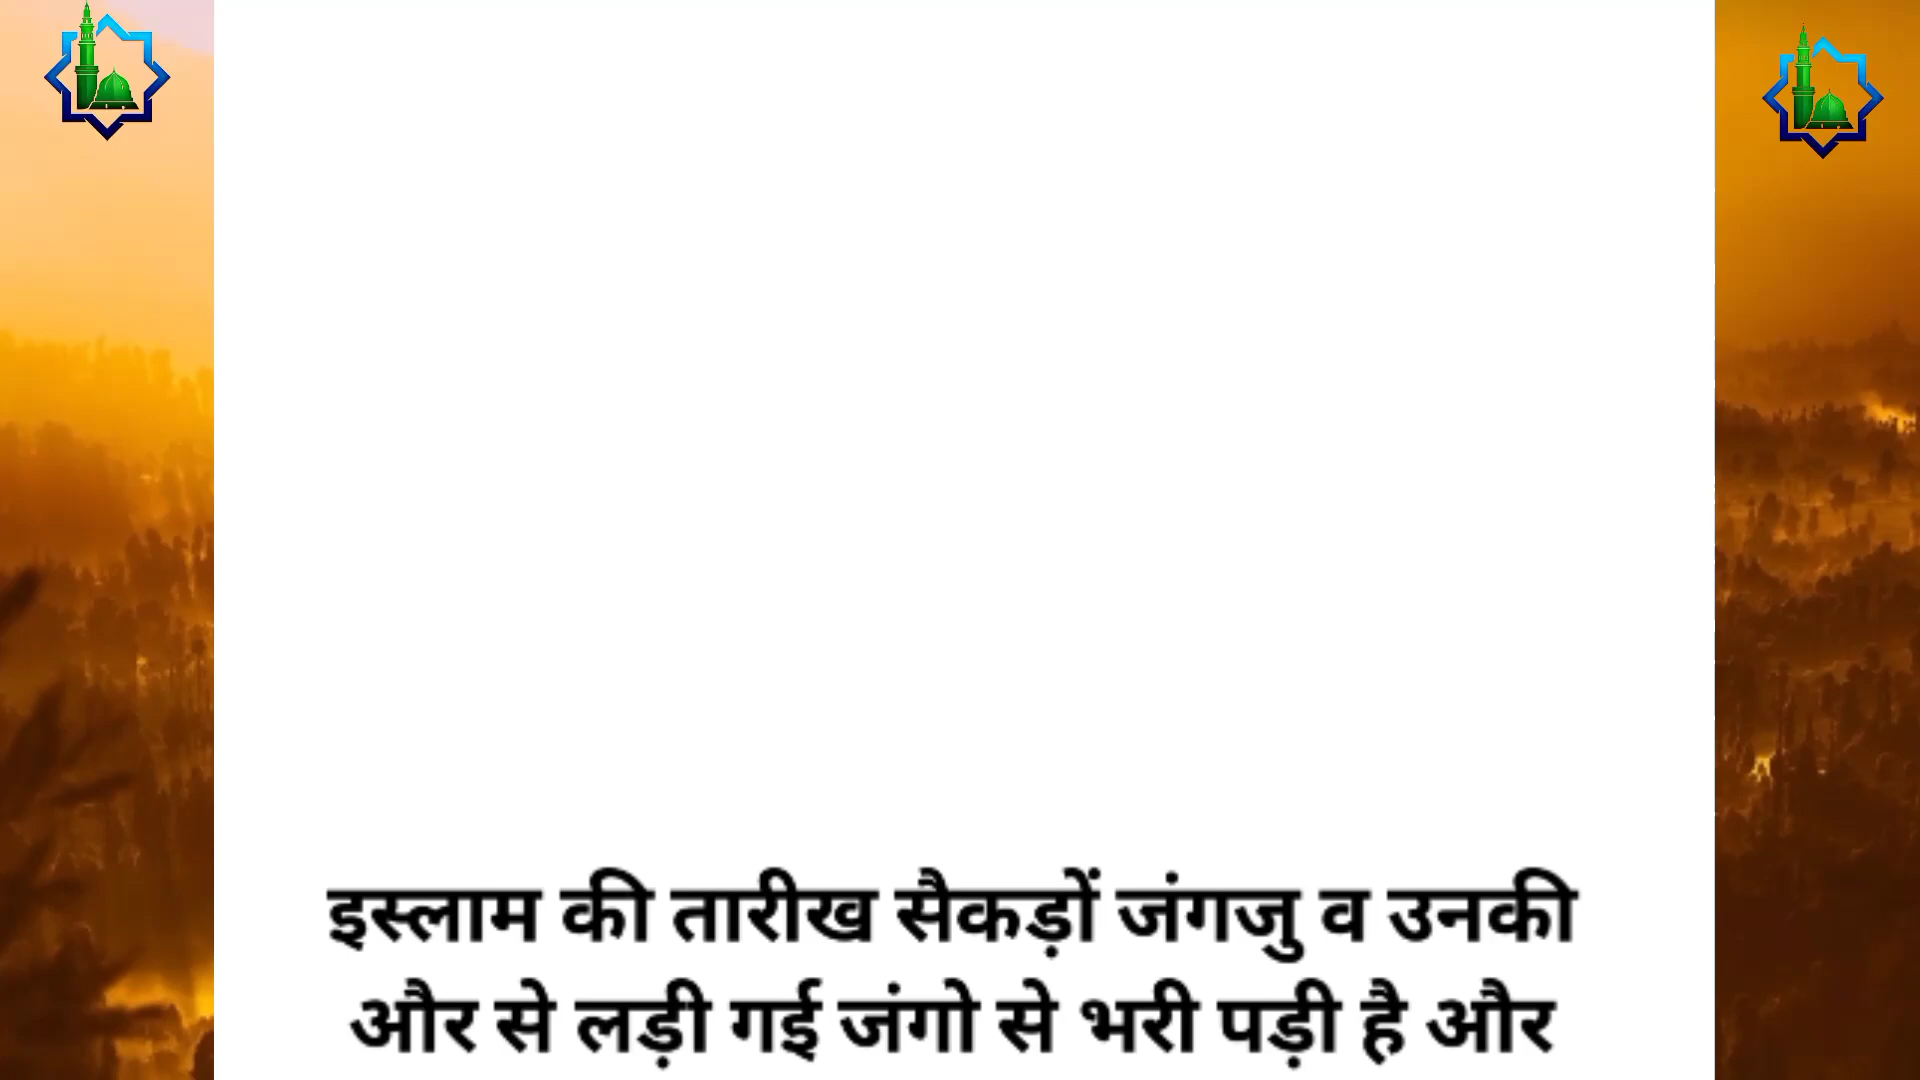 इस्लाम की तारीख सैकड़ों जंगजु व उनकी
और से लड़ी गई जंगो से भरी पड़ी है और